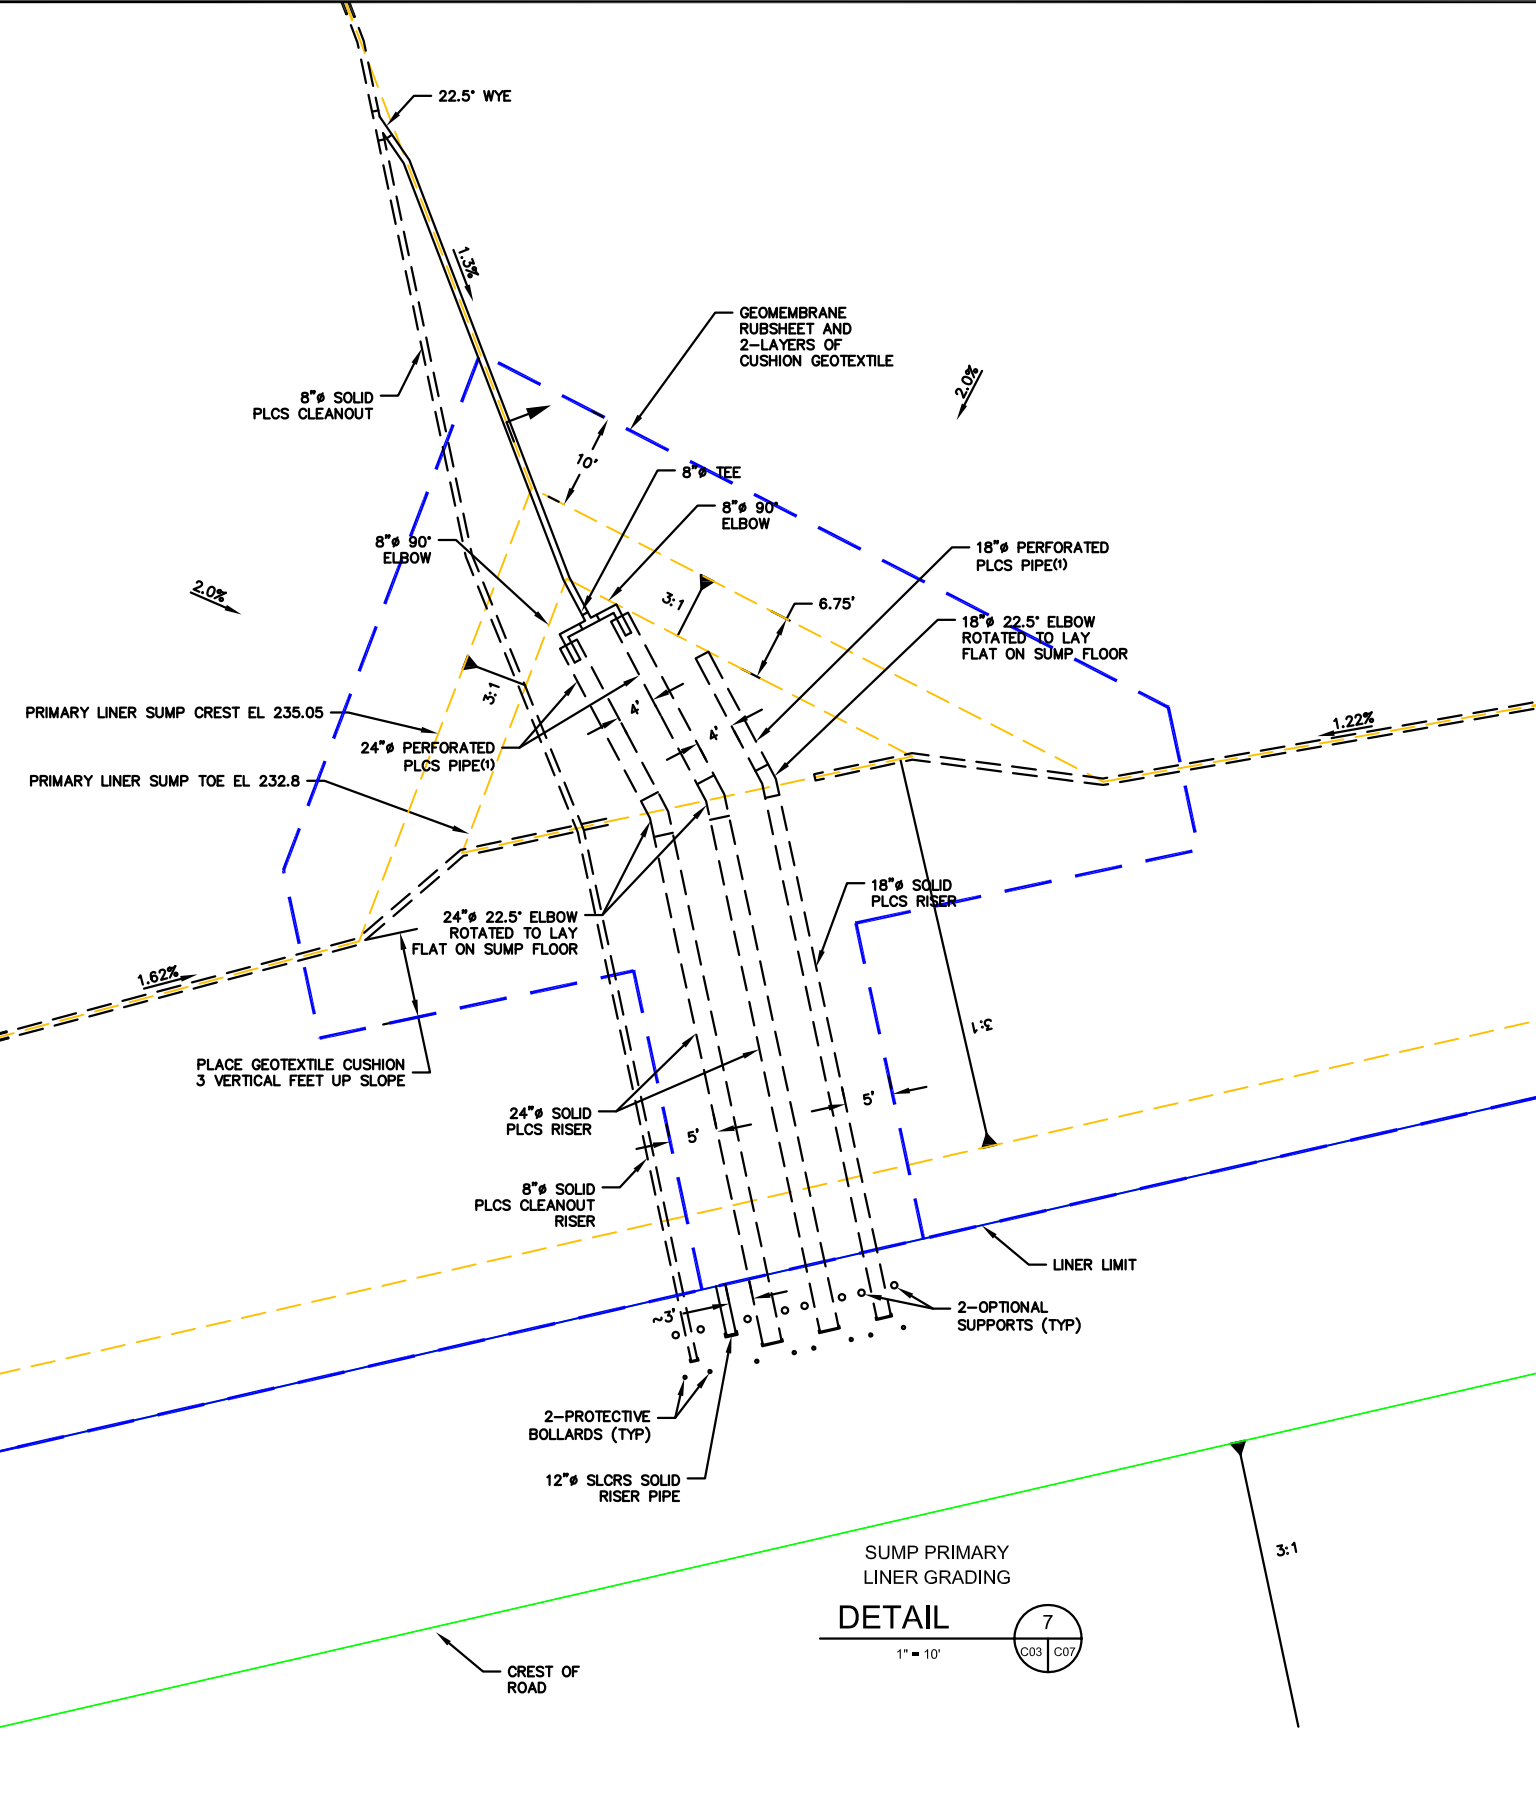 22.5° WYE
1.3%
GEOMEMBRANE
RUBSHEET AND
2-LAYERS OF
CUSHION GEOTEXTILE
2.0%
8"ø SOLID
PLCS CLEANOUT
10'
8"ø TEE
8"ø 90°
ELBOW
8"ø 90°
ELBOW
18"ø PERFORATED
PLCS PIPE(1)
2.0%
3:1
6.75'
18"ø 22.5° ELBOW
ROTATED TO LAY
FLAT ON SUMP FLOOR
3:1
PRIMARY LINER SUMP CREST EL 235.05
4'
4'
1.22%
24"ø PERFORATED
PLCS PIPE(1)
PRIMARY LINER SUMP TOE EL 232.8
18"ø SOLID
PLCS RISER
24"ø 22.5° ELBOW
ROTATED TO LAY
FLAT ON SUMP FLOOR
1.62%
3:1
PLACE GEOTEXTILE CUSHION
3 VERTICAL FEET UP SLOPE
5'
24"ø SOLID
PLCS RISER
5'
8"ø SOLID
PLCS CLEANOUT
RISER
LINER LIMIT
~3'
2-OPTIONAL
SUPPORTS (TYP)
2-PROTECTIVE
BOLLARDS (TYP)
12"ø SLCRS SOLID
RISER PIPE
3:1
SUMP PRIMARY
LINER GRADING
DETAIL
7
1" = 10'
C03
C07
CREST OF
ROAD